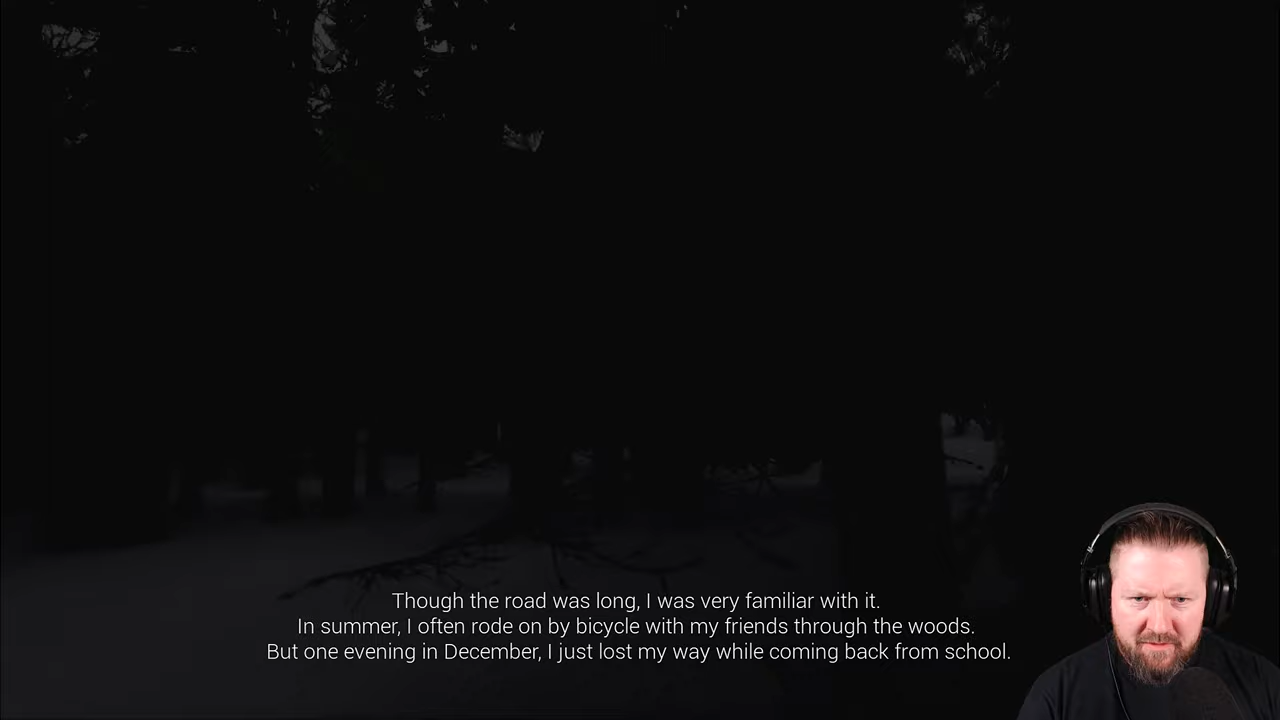 Though the road was long, I was very familiar with it.
In summer, I often rode on by bicycle with my friends through the woods.
But one evening in December, I just lost my way while coming back from school.